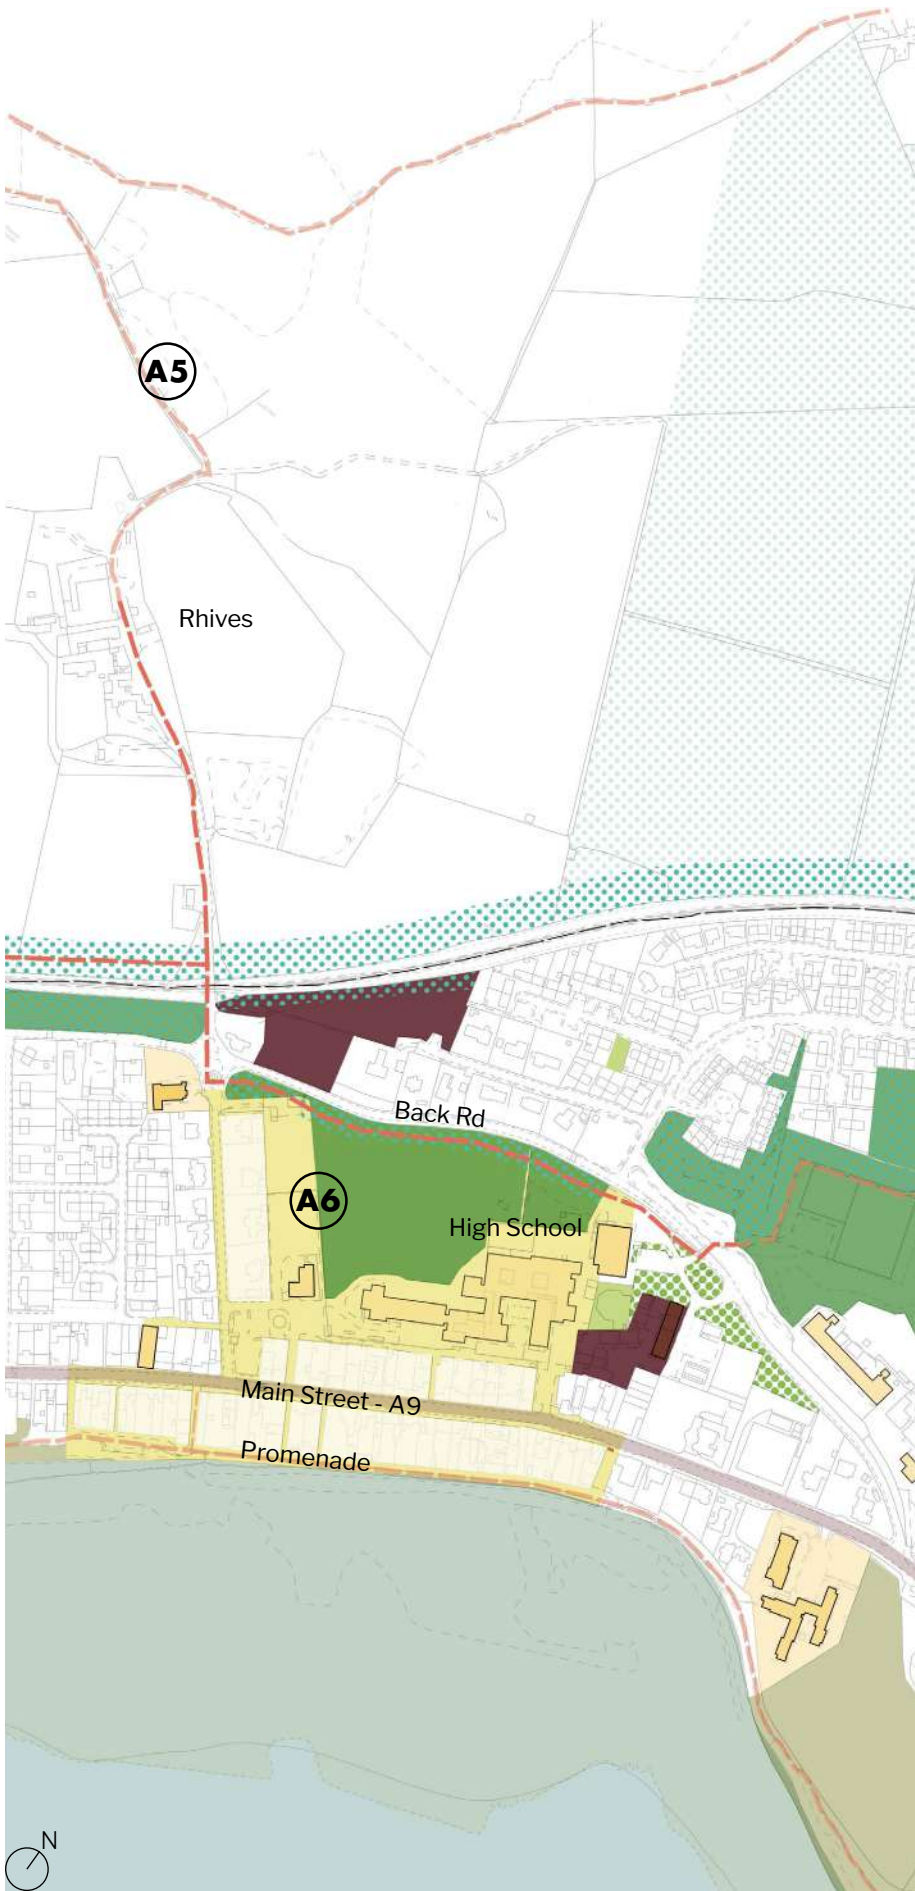 A5
Rhives
Back Rd
A6
High School
Main Street - A9
Promenade
N